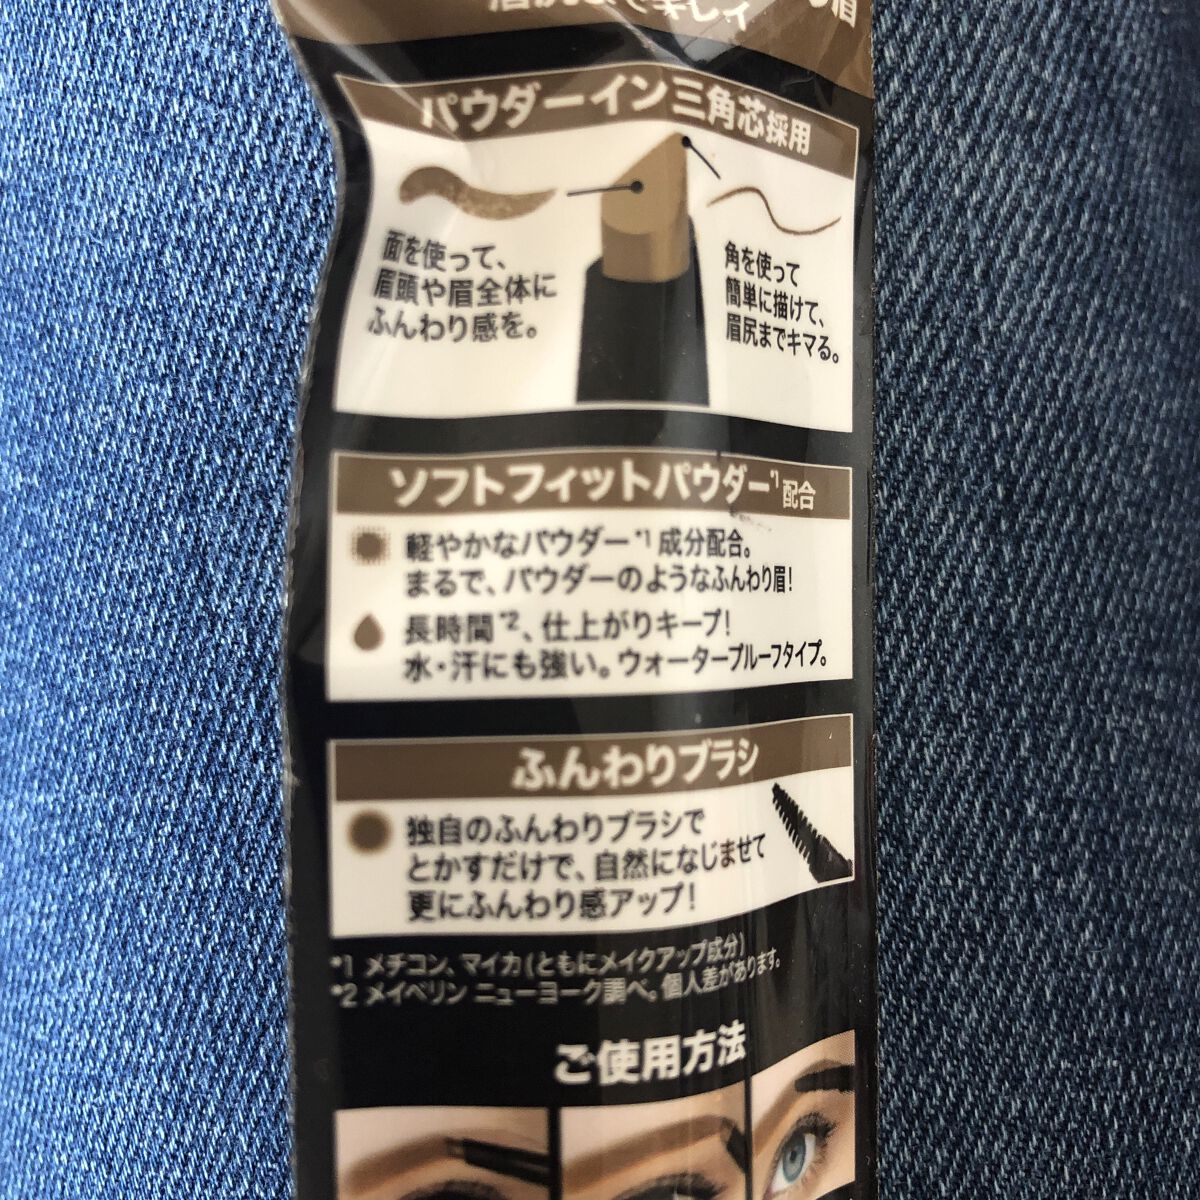 眉尻までキレイ
眉
パウダーイン三角芯採用
面を使って、
眉頭や眉全体に
ふんわり感を。
角を使って
簡単に描けて、
眉尻までキマる。
ソフトフィットパウダー*1配合
軽やかなパウダー*1成分配合。
まるで、パウダーのようなふんわり眉!
長時間*2、仕上がりキープ!
水・汗にも強い。ウォータープルーフタイプ。
ふんわりブラシ
独自のふんわりブラシで
とかすだけで、自然になじませて
更にふんわり感アップ!
*1 メチコン、マイカ(ともにメイクアップ成分)
*2 メイベリン ニューヨーク調べ。個人差があります。
ご使用方法